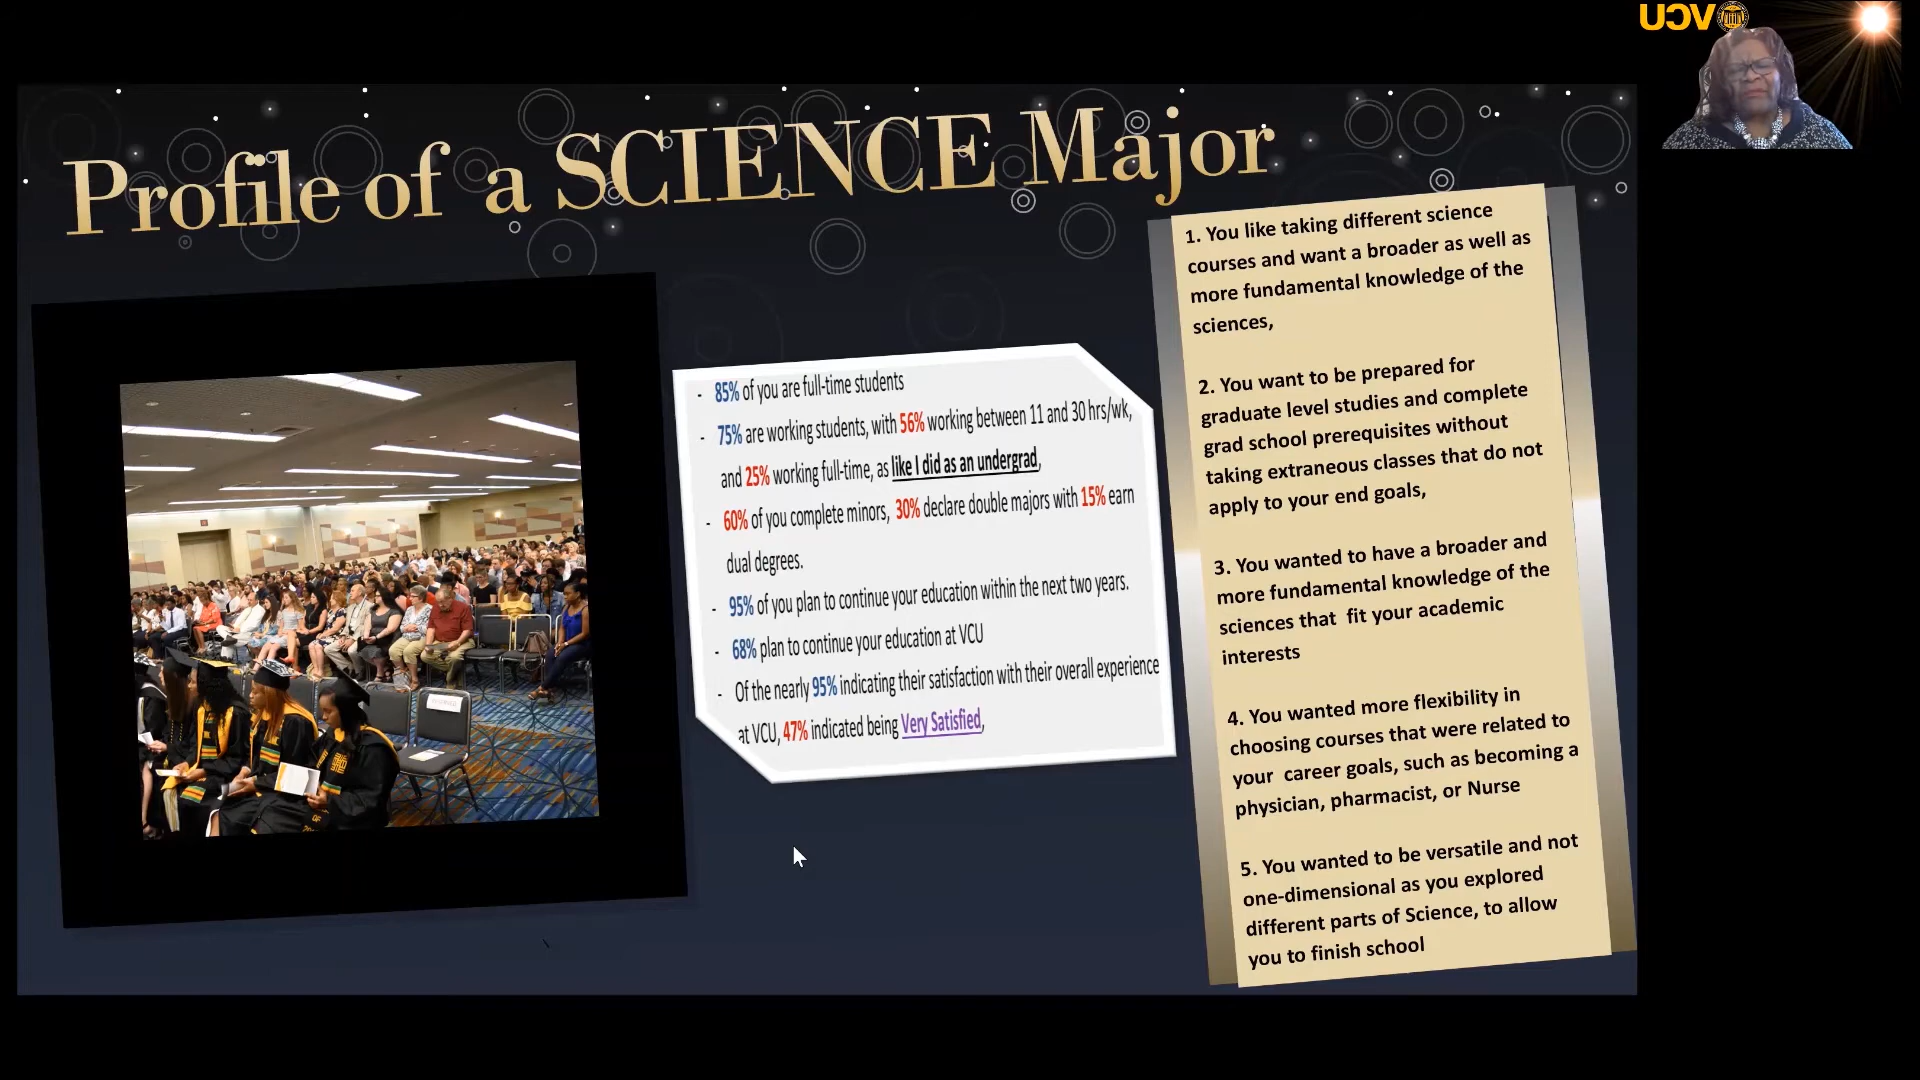 Profile of a SCIENCE Major
- 85% of you are full-time students
- 75% are working students, with 56% working between 11 and 30 hrs/wk,
and 25% working full-time, as like I did as an undergrad,
- 60% of you complete minors, 30% declare double majors with 15% earn
dual degrees.
- 95% of you plan to continue your education within the next two years.
- 68% plan to continue your education at VCU
- Of the nearly 95% indicating their satisfaction with their overall experience
at VCU, 47% indicated being Very Satisfied,
1. You like taking different science
courses and want a broader as well as
more fundamental knowledge of the
sciences,
2. You want to be prepared for
graduate level studies and complete
grad school prerequisites without
taking extraneous classes that do not
apply to your end goals,
3. You wanted to have a broader and
more fundamental knowledge of the
sciences that fit your academic
interests
4. You wanted more flexibility in
choosing courses that were related to
your career goals, such as becoming a
physician, pharmacist, or Nurse
5. You wanted to be versatile and not
one-dimensional as you explored
different parts of Science, to allow
you to finish school
VCU